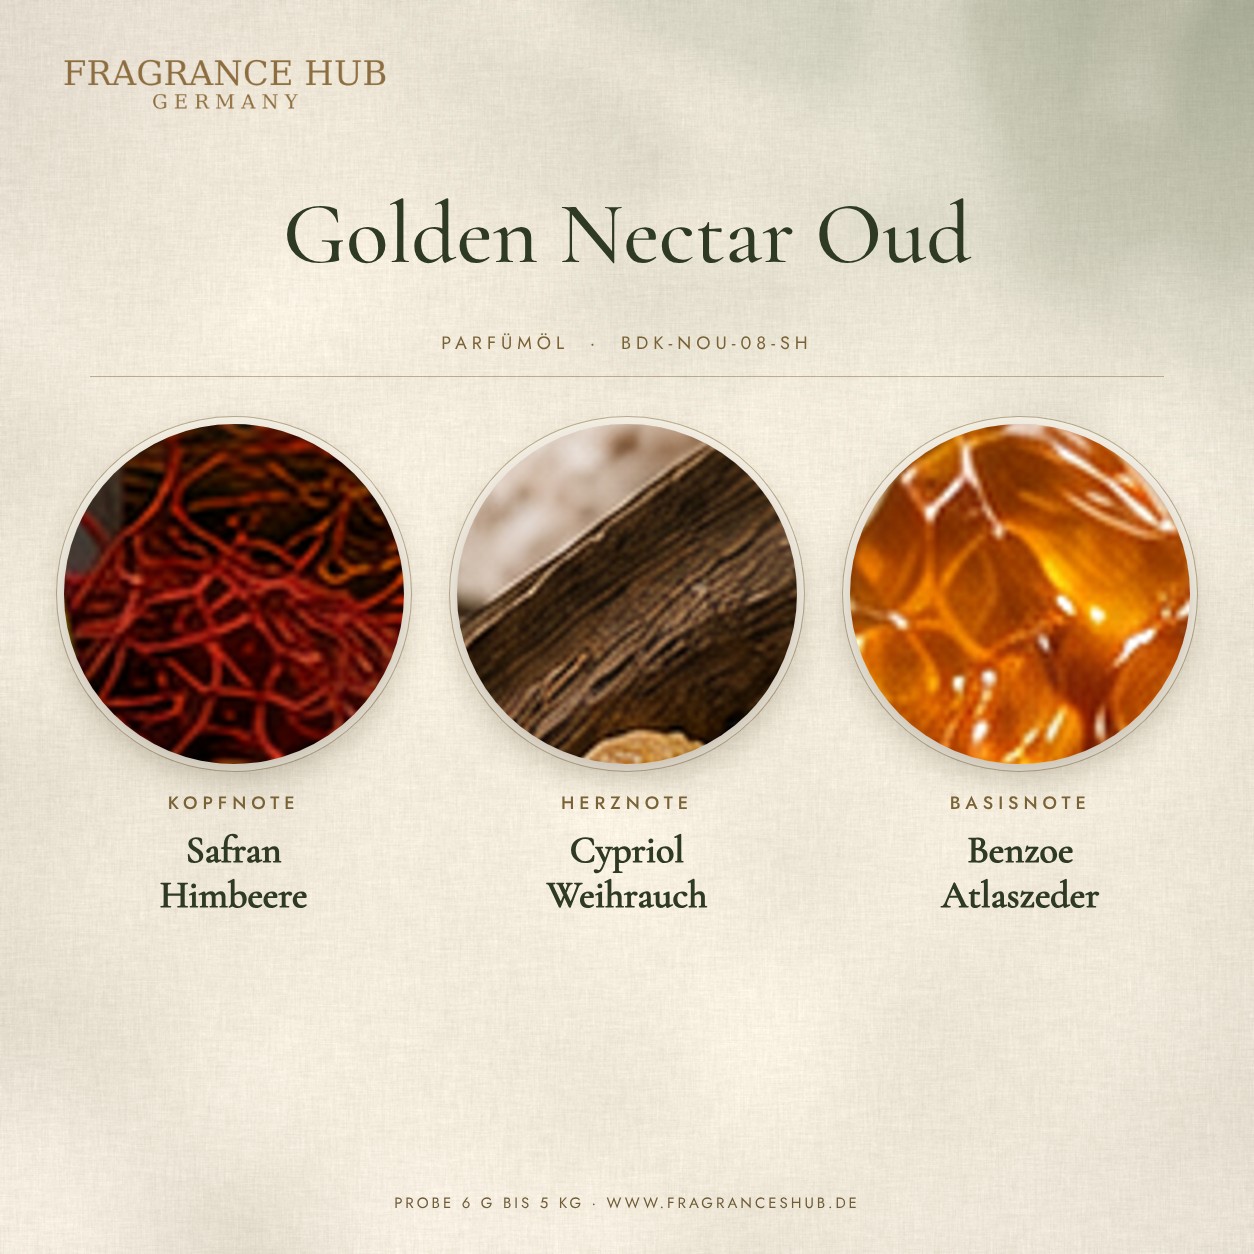 FRAGRANCE HUB
GERMANY
Golden Nectar Oud
PARFÜMÖL · BDK-NOU-08-SH
KOPFNOTE
Safran
Himbeere
HERZNOTE
Cypriol
Weihrauch
BASISNOTE
Benzoe
Atlaszeder
PROBE 6 G BIS 5 KG · WWW.FRAGRANCESHUB.DE